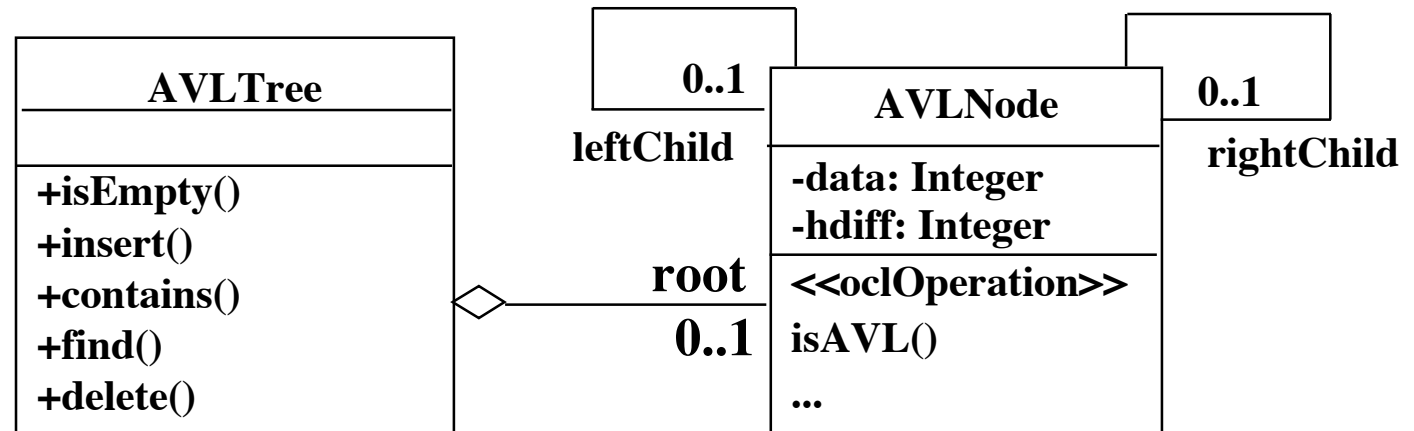 AVLTree
+isEmpty()
+insert()
+contains()
+find()
+delete()
0..1
leftChild
root
0..1
AVLNode
-data: Integer
-hdiff: Integer
<<oclOperation>>
isAVL()
...
0..1
rightChild